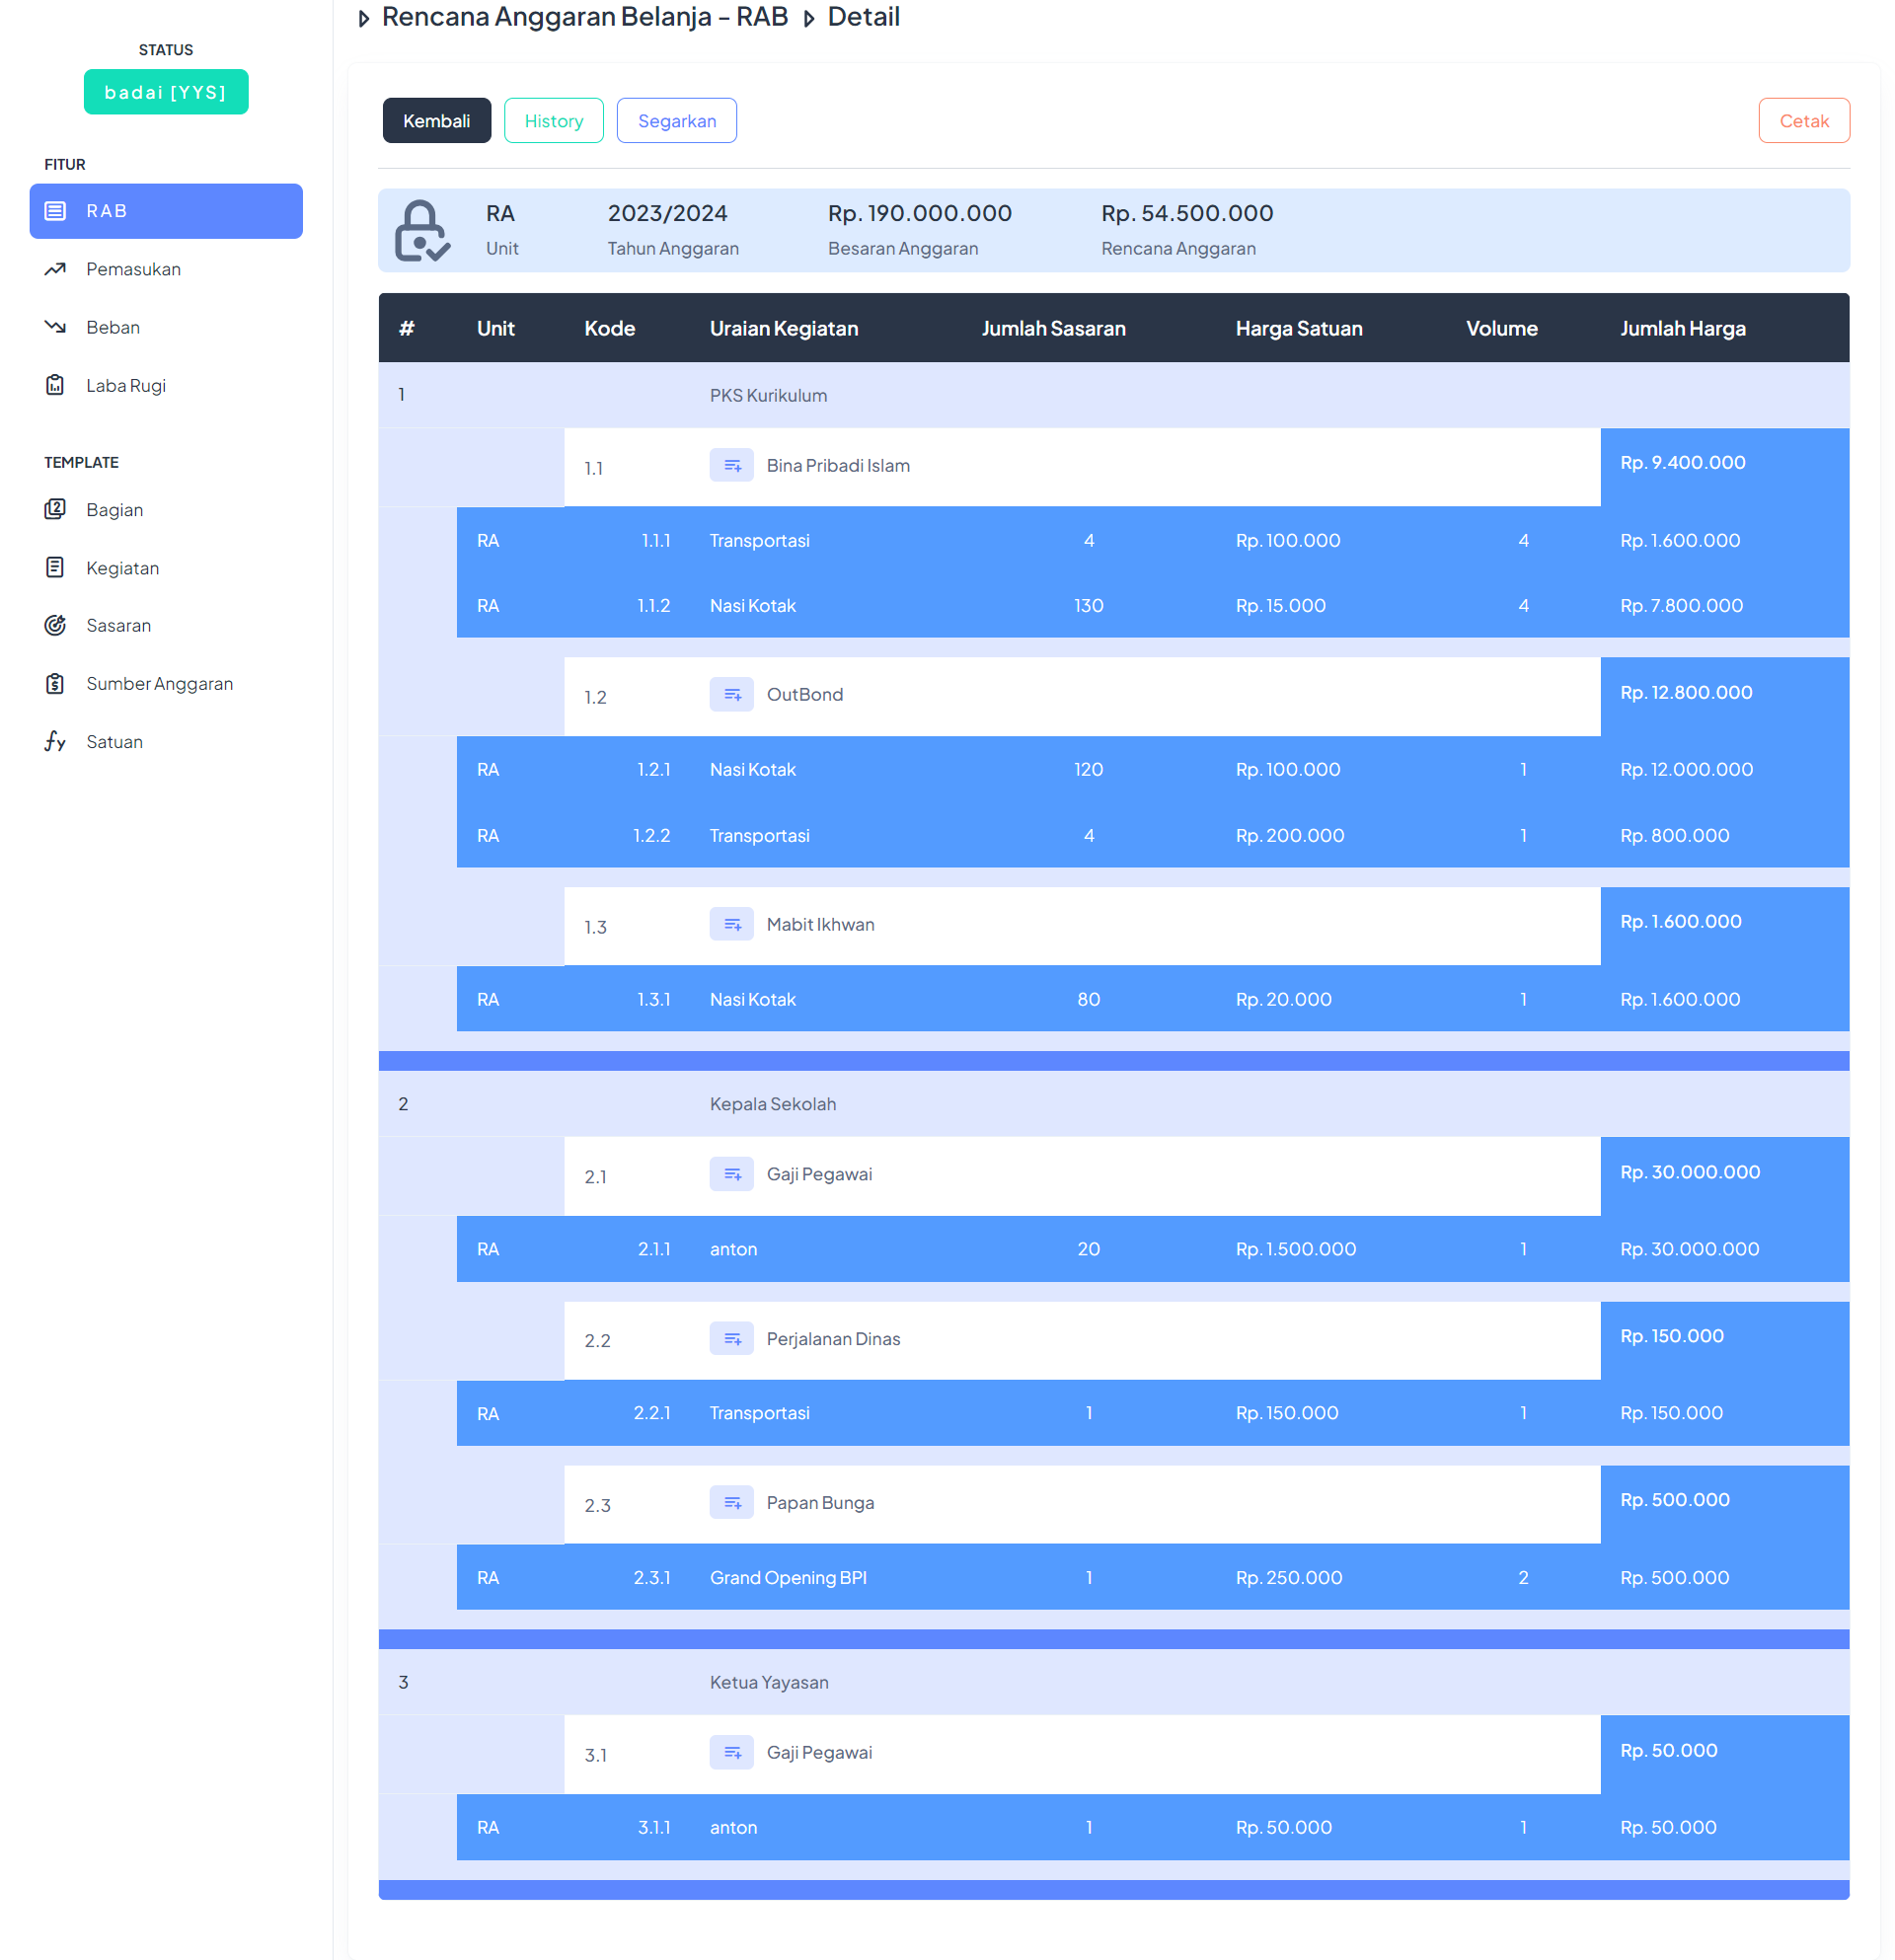 Rencana Anggaran Belanja - RAB Detail
STATUS
badai [YYS]
FITUR
RAB
Pemasukan
Beban
Laba Rugi
TEMPLATE
Bagian
Kegiatan
Sasaran
Sumber Anggaran
Satuan
Kembali History Segarkan Cetak
RA 2023/2024 Rp. 190.000.000 Rp. 54.500.000
Unit Tahun Anggaran Besaran Anggaran Rencana Anggaran
# Unit Kode Uraian Kegiatan Jumlah Sasaran Harga Satuan Volume Jumlah Harga
1 PKS Kurikulum
1.1 Bina Pribadi Islam Rp. 9.400.000
RA 1.1.1 Transportasi 4 Rp. 100.000 4 Rp. 1.600.000
RA 1.1.2 Nasi Kotak 130 Rp. 15.000 4 Rp. 7.800.000
1.2 OutBond Rp. 12.800.000
RA 1.2.1 Nasi Kotak 120 Rp. 100.000 1 Rp. 12.000.000
RA 1.2.2 Transportasi 4 Rp. 200.000 1 Rp. 800.000
1.3 Mabit Ikhwan Rp. 1.600.000
RA 1.3.1 Nasi Kotak 80 Rp. 20.000 1 Rp. 1.600.000
2 Kepala Sekolah
2.1 Gaji Pegawai Rp. 30.000.000
RA 2.1.1 anton 20 Rp. 1.500.000 1 Rp. 30.000.000
2.2 Perjalanan Dinas Rp. 150.000
RA 2.2.1 Transportasi 1 Rp. 150.000 1 Rp. 150.000
2.3 Papan Bunga Rp. 500.000
RA 2.3.1 Grand Opening BPI 1 Rp. 250.000 2 Rp. 500.000
3 Ketua Yayasan
3.1 Gaji Pegawai Rp. 50.000
RA 3.1.1 anton 1 Rp. 50.000 1 Rp. 50.000